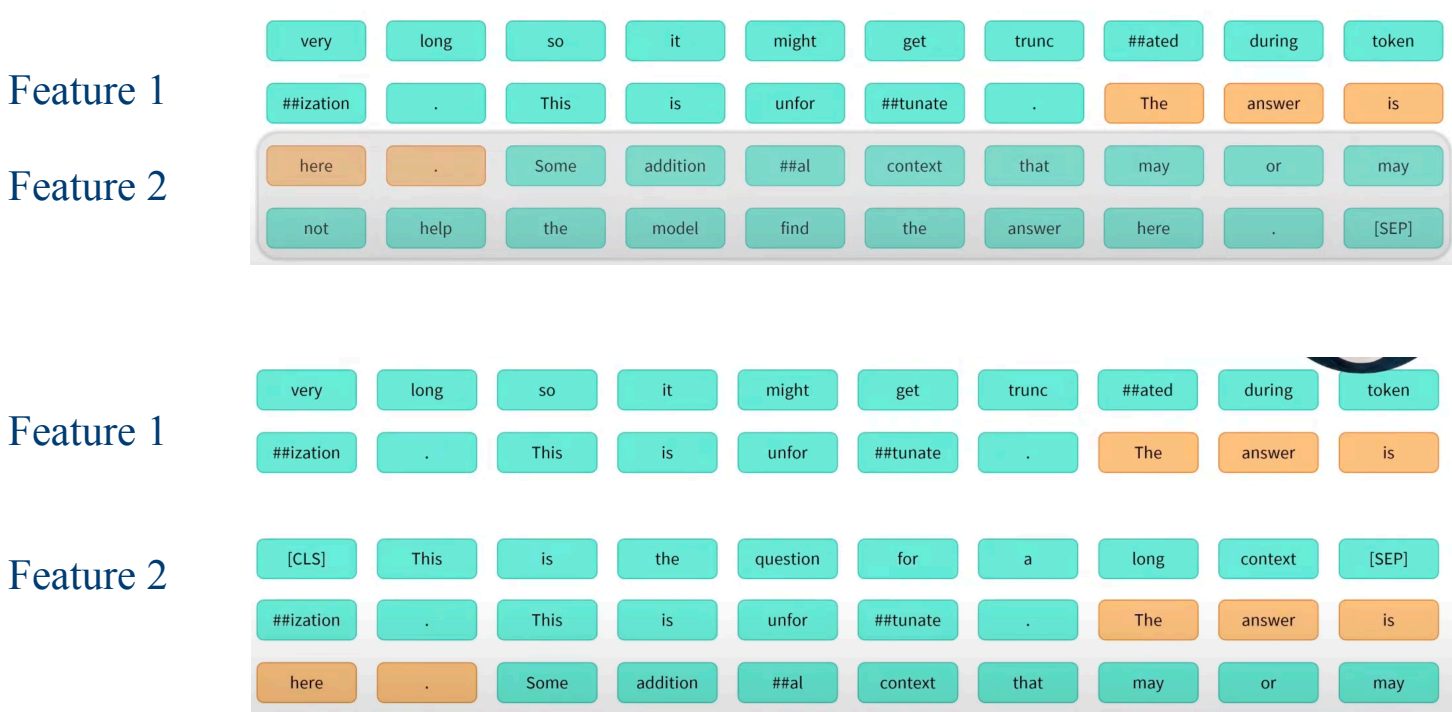 very long so it might get trunc ##ated during token
Feature 1
##ization . This is unfor ##tunate . The answer is
here . Some addition ##al context that may or may
Feature 2
not help the model find the answer here . [SEP]
very long so it might get trunc ##ated during token
Feature 1
##ization . This is unfor ##tunate . The answer is
[CLS] This is the question for a long context [SEP]
Feature 2
##ization . This is unfor ##tunate . The answer is
here . Some addition ##al context that may or may